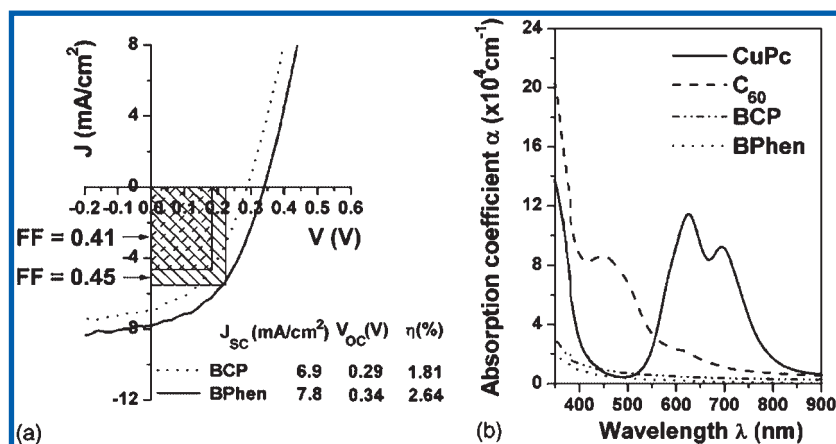 8
4
0
-4
-8
-12
J (mA/cm²)
-0.2 -0.1 0.0 0.1 0.2 0.3 0.4 0.5 0.6
V (V)
FF = 0.41
FF = 0.45
J_SC (mA/cm²) V_OC(V) η(%)
BCP 6.9 0.29 1.81
BPhen 7.8 0.34 2.64
(a)
24
20
16
12
8
4
0
Absorption coefficient α (x10⁴cm⁻¹)
CuPc
C₆₀
BCP
BPhen
400 500 600 700 800 900
Wavelength λ (nm)
(b)